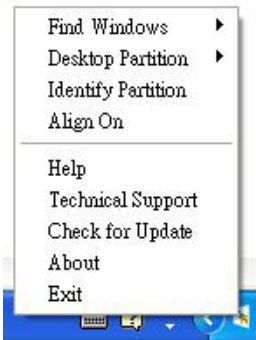 Find Windows
Desktop Partition
Identify Partition
Align On
Help
Technical Support
Check for Update
About
Exit